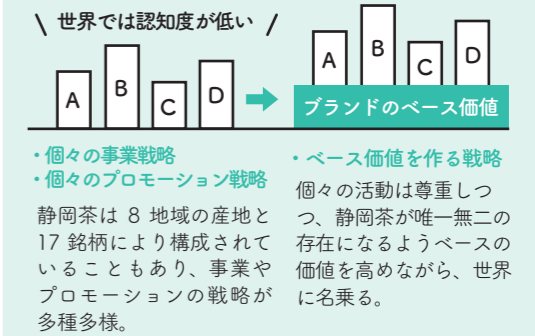 \ 世界では認知度が低い /
A
B
C
D
A
B
C
D
ブランドのベース価値
・個々の事業戦略
・個々のプロモーション戦略
静岡茶は 8 地域の産地と
17 銘柄により構成されて
いることもあり、事業や
プロモーションの戦略が
多種多様。
・ベース価値を作る戦略
個々の活動は尊重しつ
つ、静岡茶が唯一無二の
存在になるようベースの
価値を高めながら、世界
に名乗る。